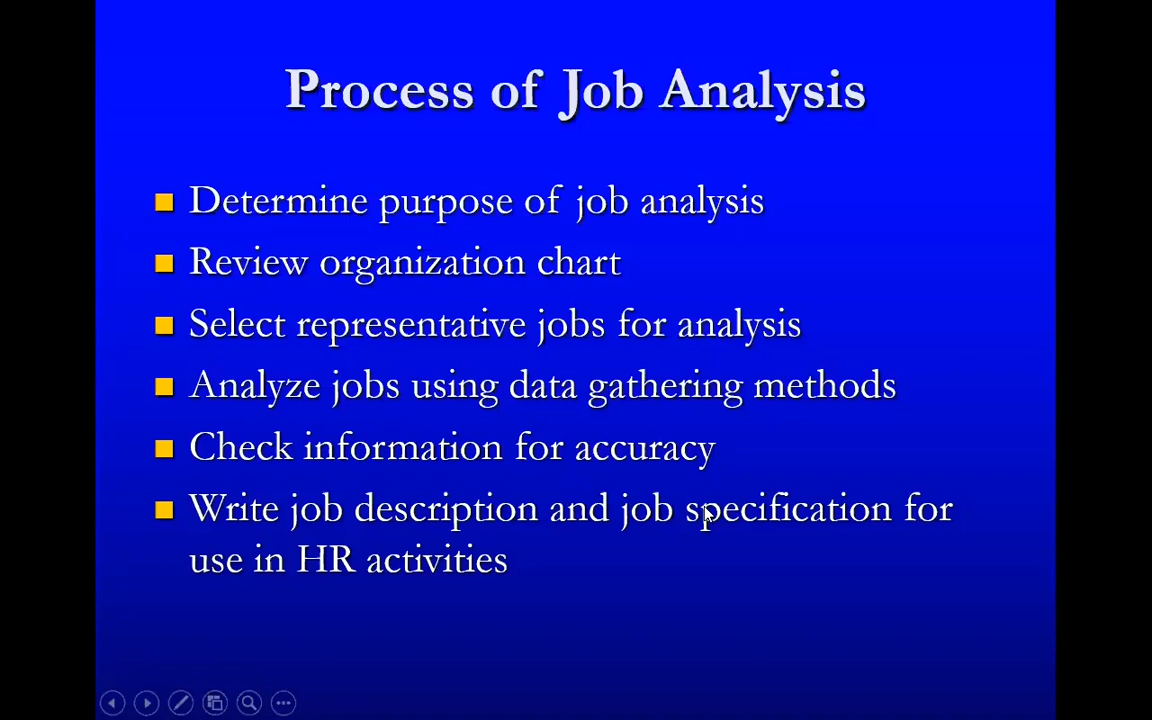 Process of Job Analysis
Determine purpose of job analysis
Review organization chart
Select representative jobs for analysis
Analyze jobs using data gathering methods
Check information for accuracy
Write job description and job specification for
use in HR activities